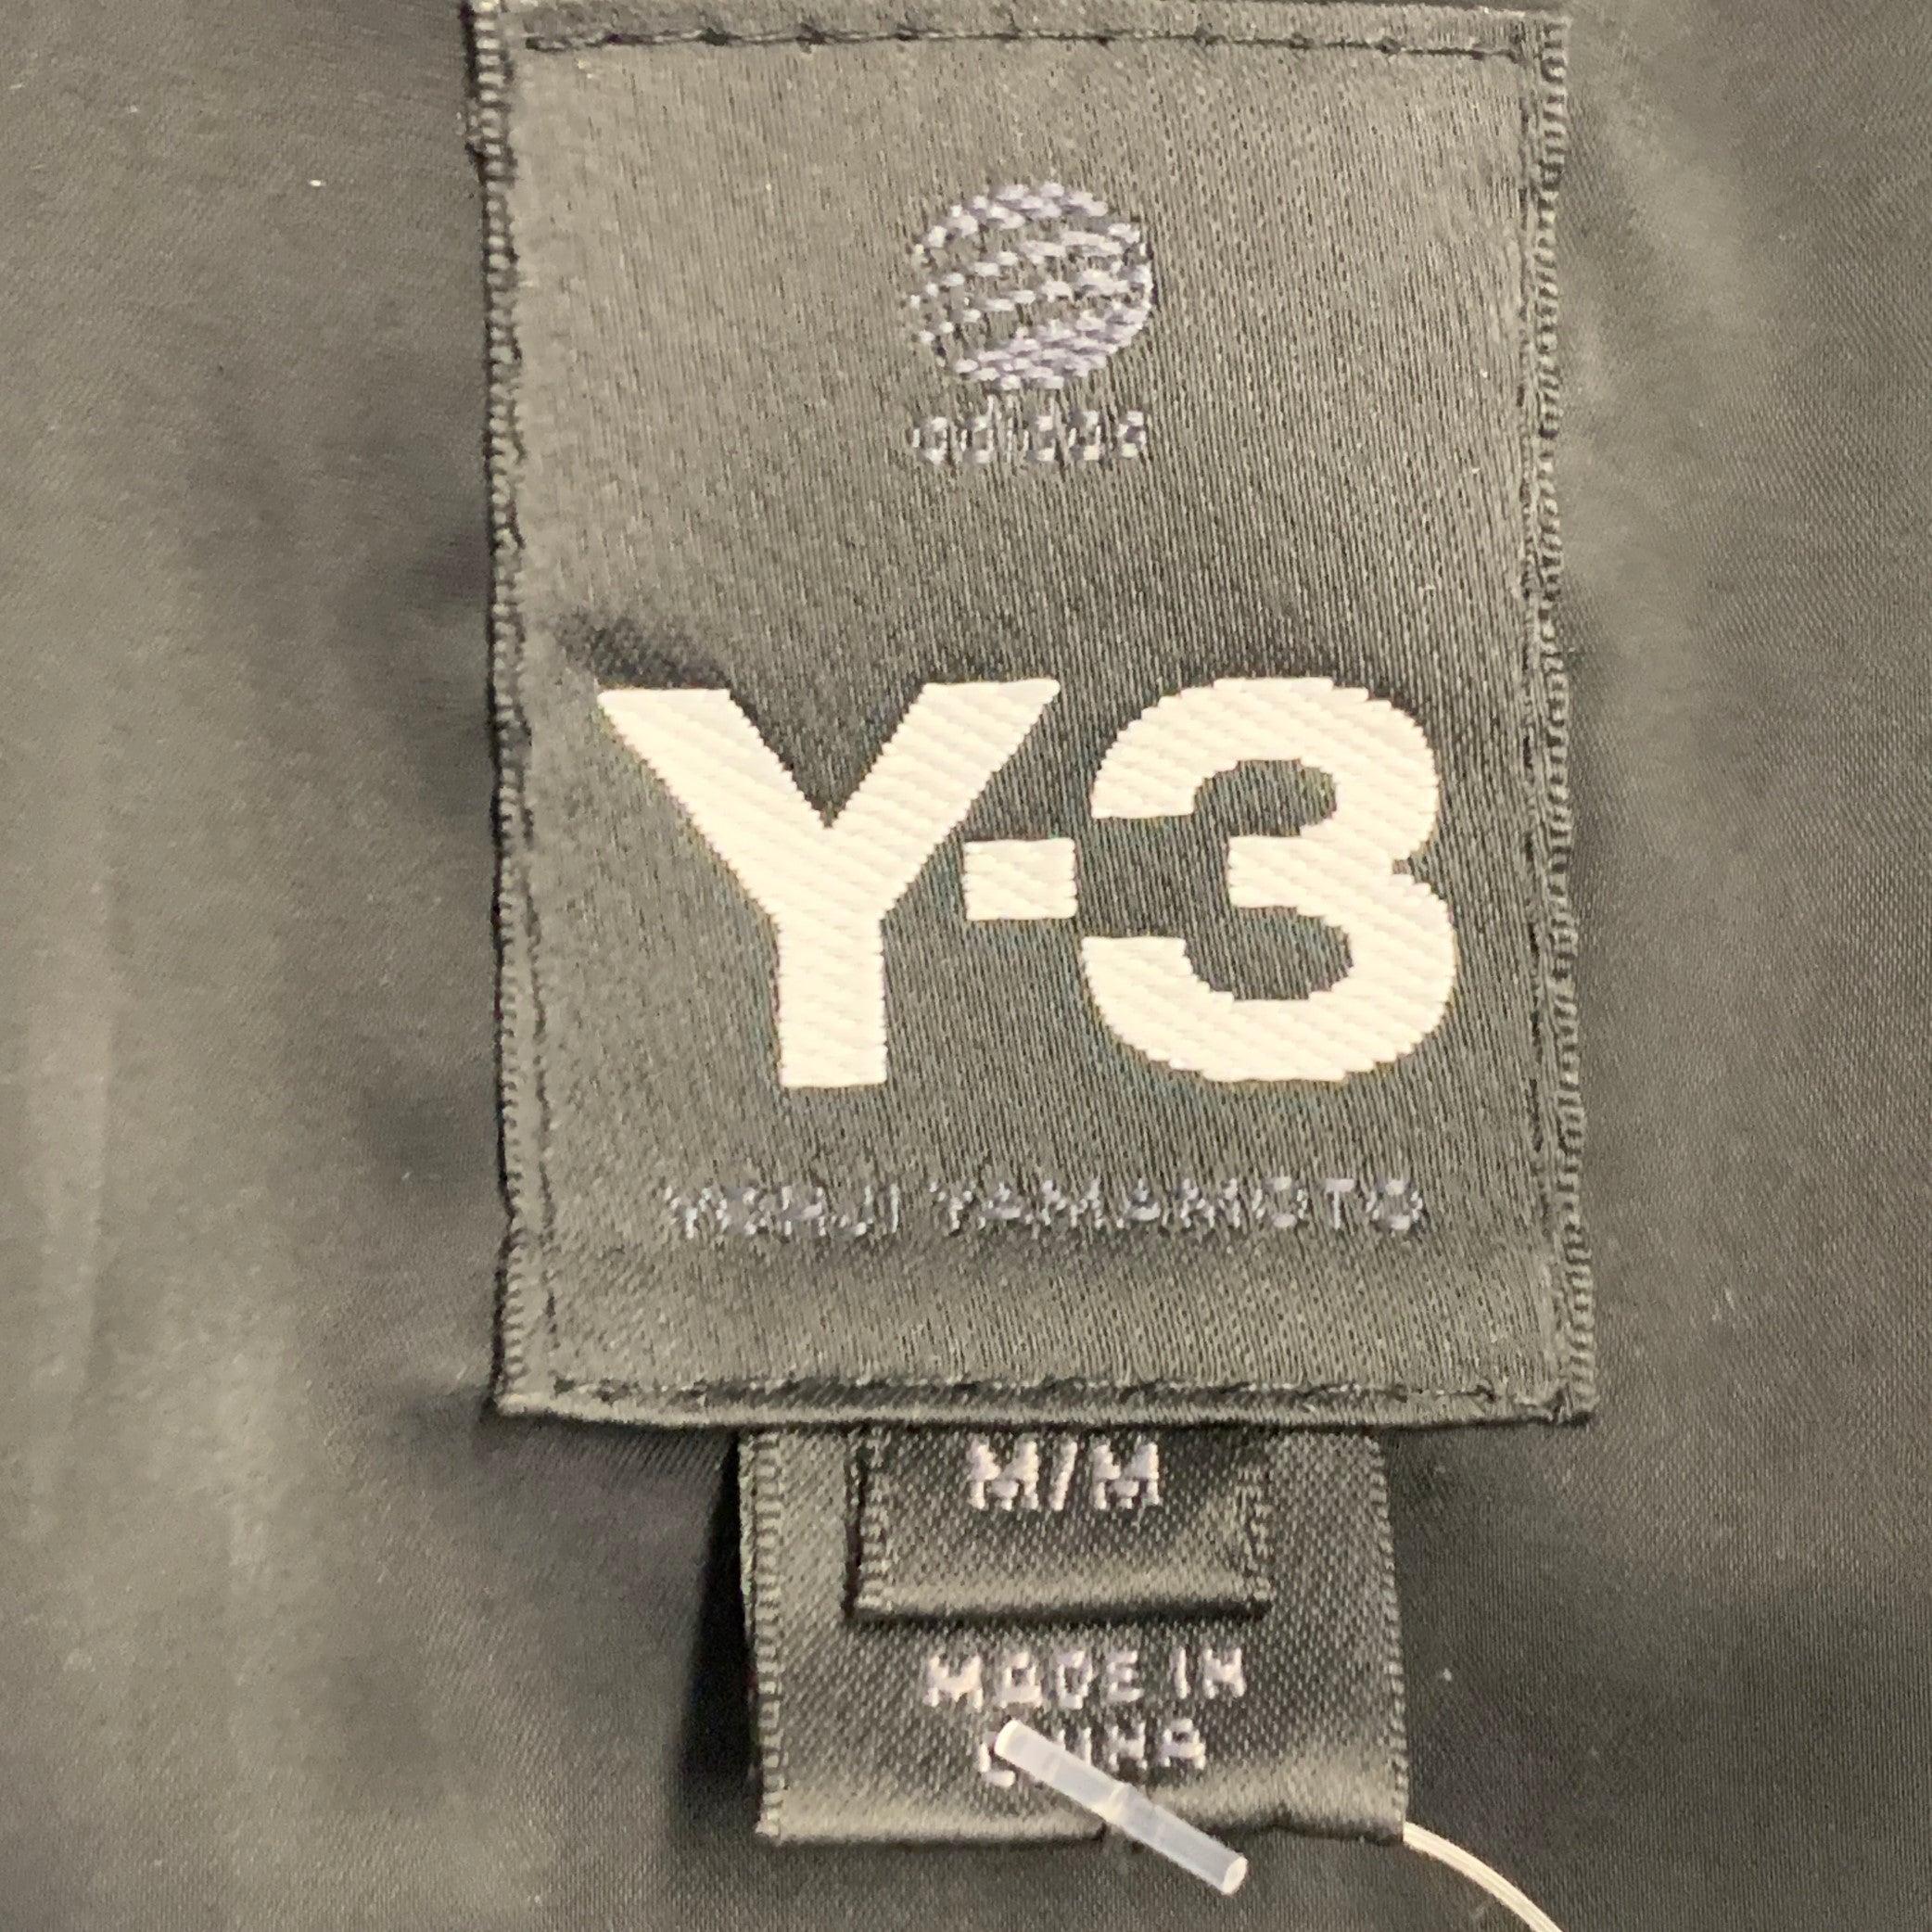 adidas
Y-3
YOHJI YAMAMOTO
M/M
MADE IN
CHINA